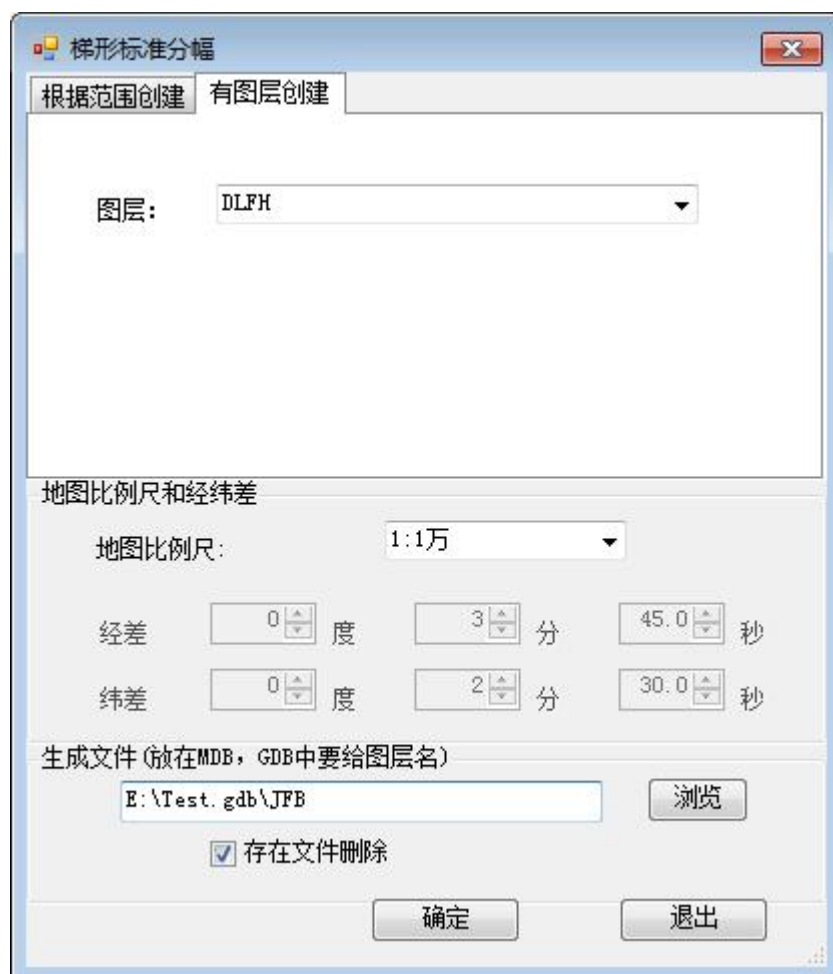 梯形标准分幅
根据范围创建 有图层创建
图层: DLFH
地图比例尺和经纬差
地图比例尺: 1:1万
经差 0 度 3 分 45.0 秒
纬差 0 度 2 分 30.0 秒
生成文件(放在MDB，GDB中要给图层名)
E:\Test.gdb\JFB 浏览
存在文件删除
确定 退出